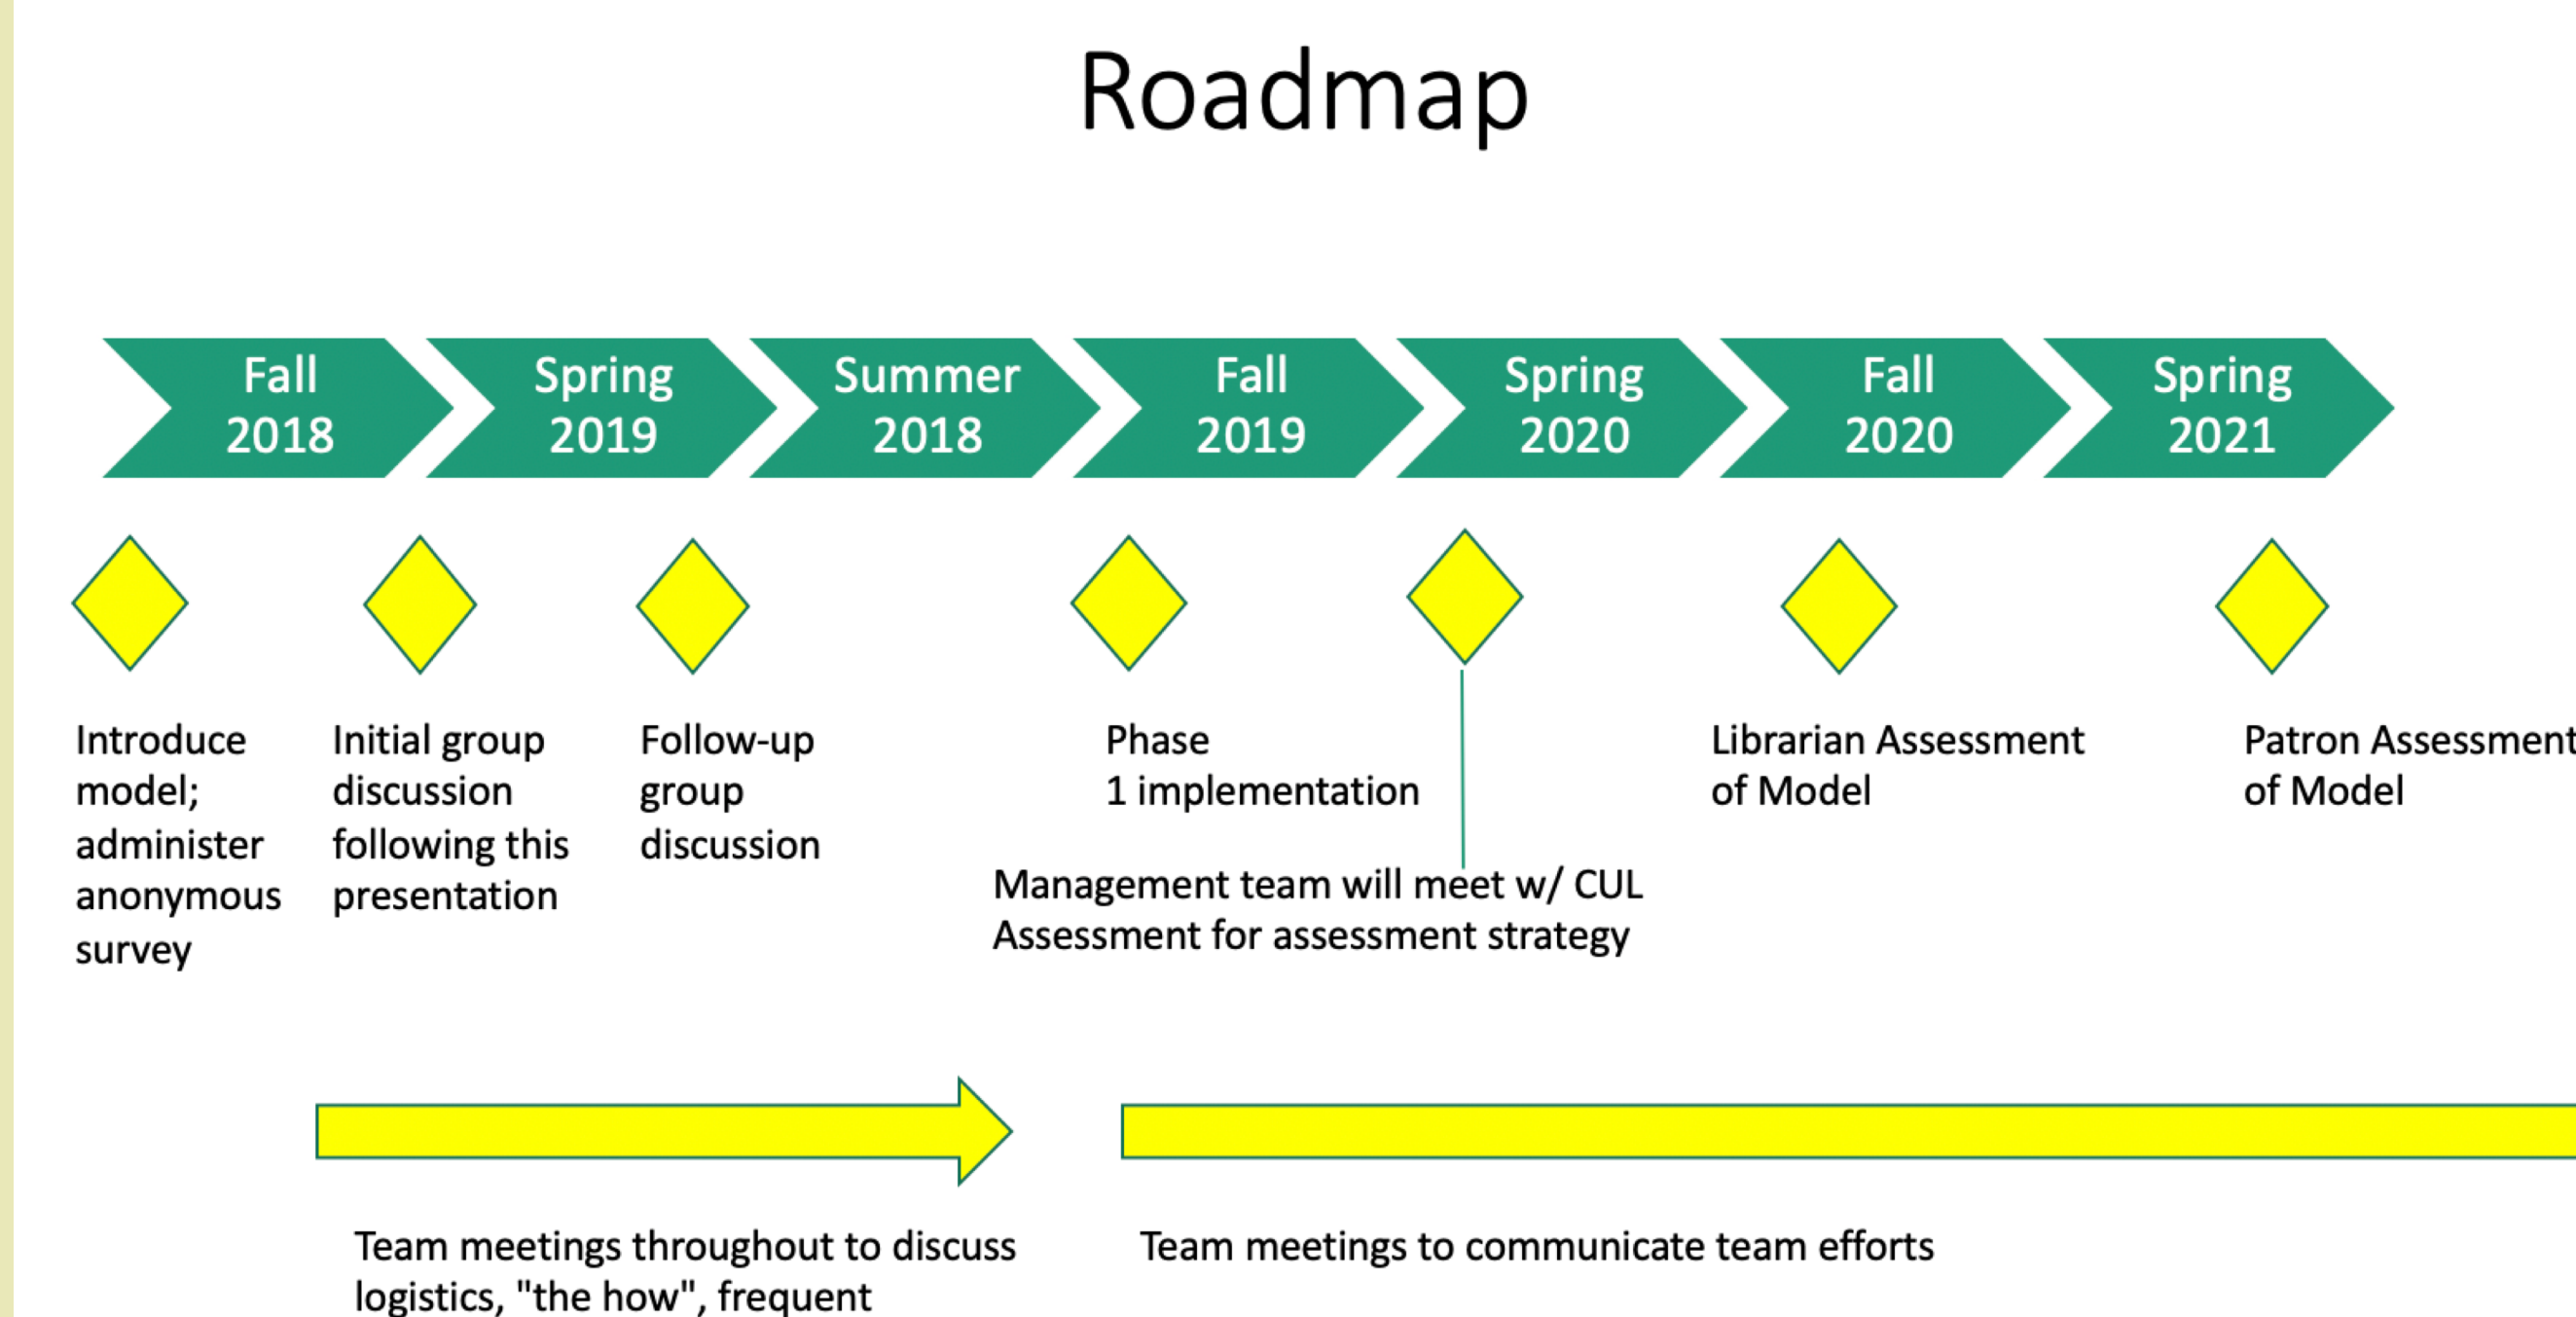 Roadmap
Fall
2018
Spring
2019
Summer
2018
Fall
2019
Spring
2020
Fall
2020
Spring
2021
Introduce
model;
administer
anonymous
survey
Initial group
discussion
following this
presentation
Follow-up
group
discussion
Phase
1 implementation
Management team will meet w/ CUL
Assessment for assessment strategy
Librarian Assessment
of Model
Patron Assessment
of Model
Team meetings throughout to discuss
logistics, "the how", frequent
Team meetings to communicate team efforts